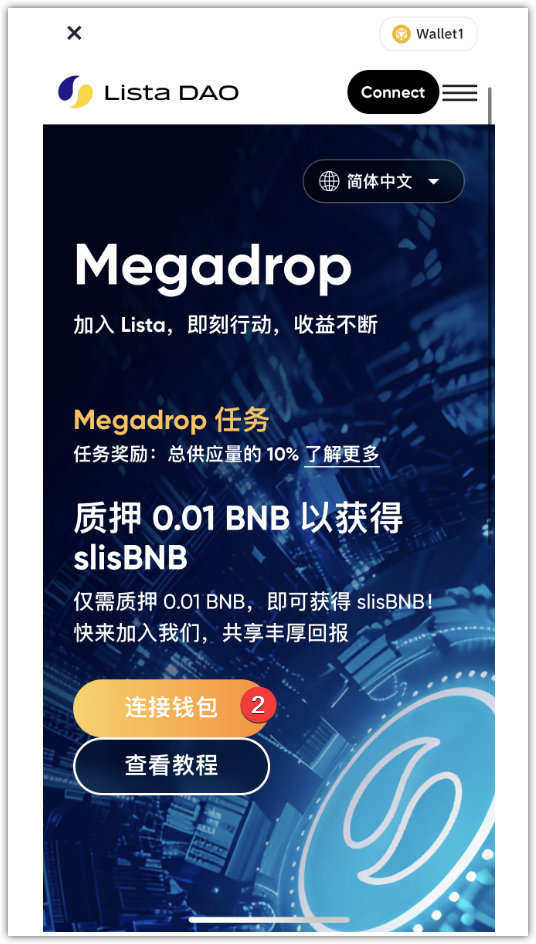 Wallet1
Lista DAO
Connect
简体中文
Megadrop
加入 Lista，即刻行动，收益不断
Megadrop 任务
任务奖励：总供应量的 10% 了解更多
质押 0.01 BNB 以获得
slisBNB
仅需质押 0.01 BNB，即可获得 slisBNB！
快来加入我们，共享丰厚回报
连接钱包
2
查看教程